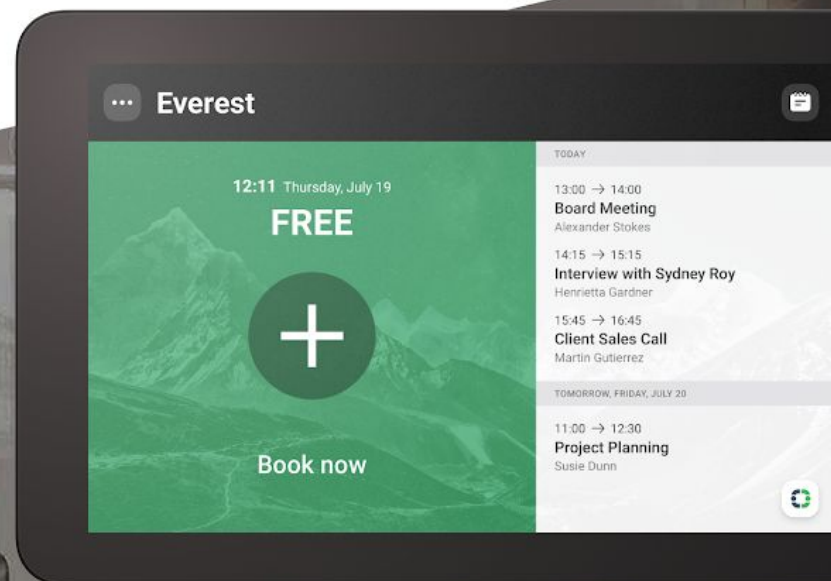 Everest
12:11 Thursday, July 19
FREE
Book now
TODAY
13:00 → 14:00
Board Meeting
Alexander Stokes
14:15 → 15:15
Interview with Sydney Roy
Henrietta Gardner
15:45 → 16:45
Client Sales Call
Martin Gutierrez
TOMORROW, FRIDAY, JULY 20
11:00 → 12:30
Project Planning
Susie Dunn